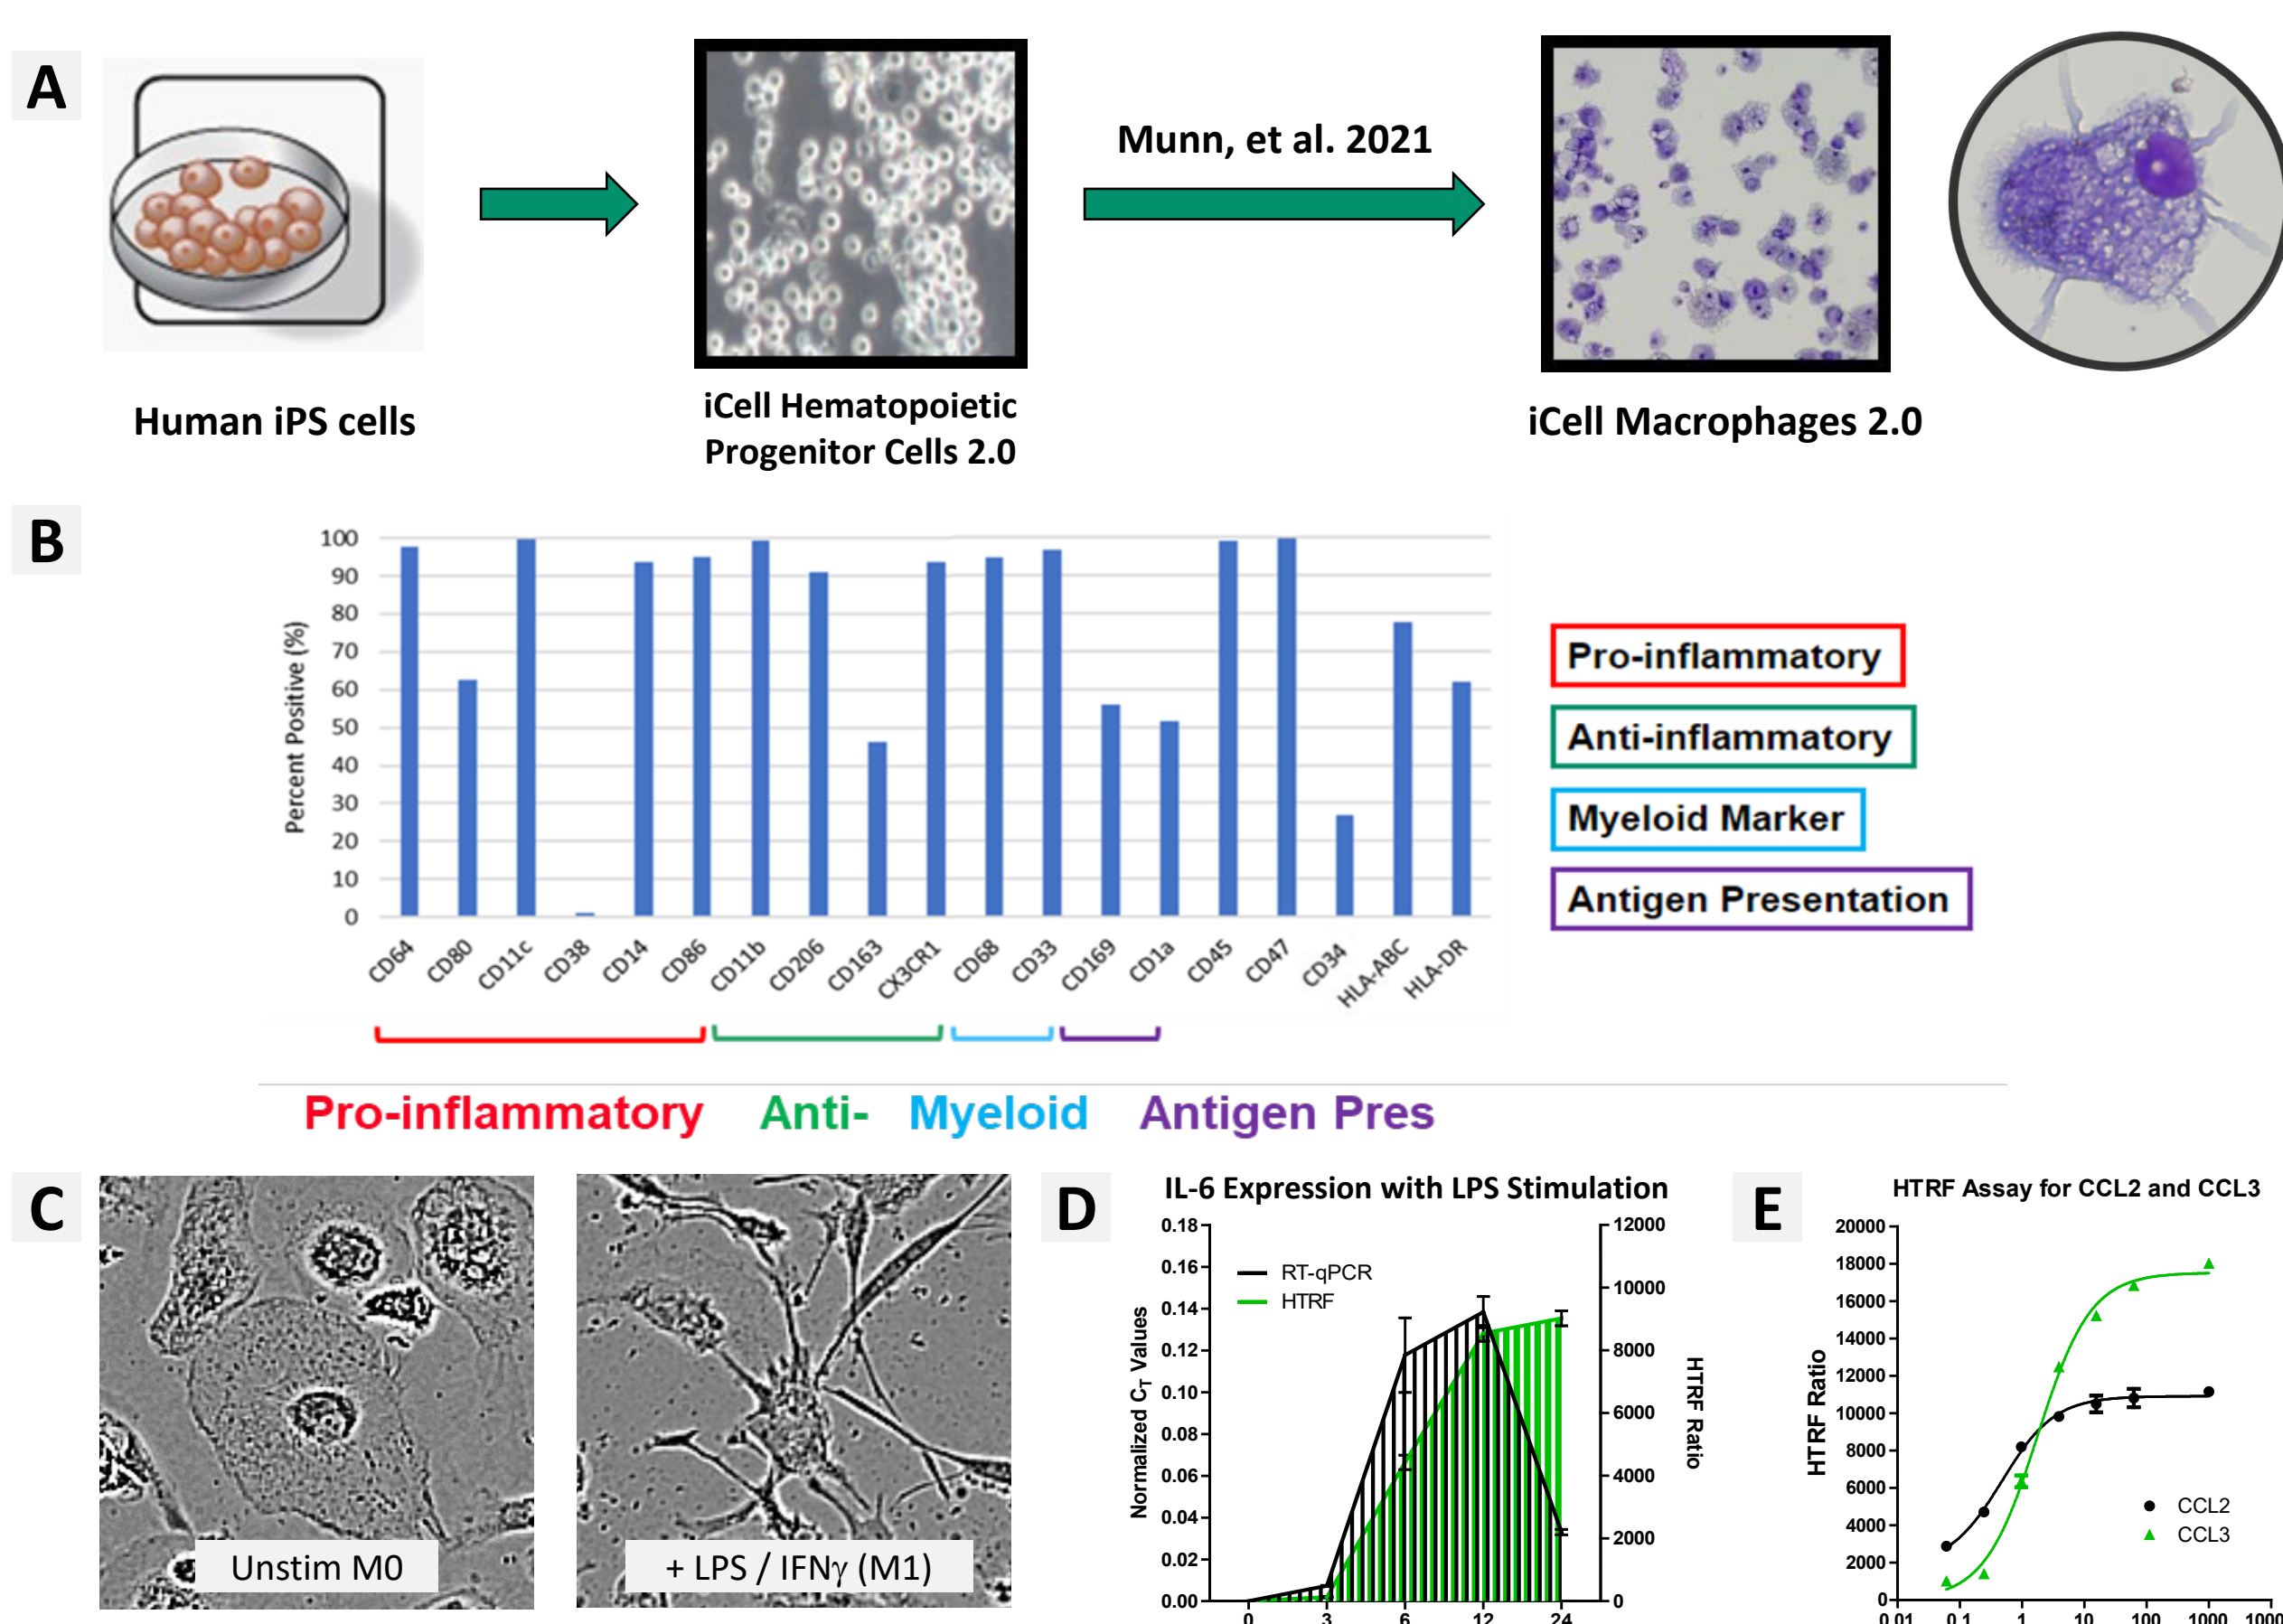 A
Munn, et al. 2021
Human iPS cells
iCell Hematopoietic
Progenitor Cells 2.0
iCell Macrophages 2.0
B
Percent Positive (%)
100
90
80
70
60
50
40
30
20
10
0
CD64
CD80
CD11c
CD38
CD14
CD86
CD11b
CD206
CD163
CX3CR1
CD68
CD33
CD169
CD1a
CD45
CD47
CD34
HLA-ABC
HLA-DR
Pro-inflammatory
Anti-inflammatory
Myeloid Marker
Antigen Presentation
Pro-inflammatory Anti- Myeloid Antigen Pres
C
Unstim M0
+ LPS / IFNγ (M1)
D
IL-6 Expression with LPS Stimulation
Normalized CT Values
0.18
0.16
0.14
0.12
0.10
0.08
0.06
0.04
0.02
0.00
RT-qPCR
HTRF
12000
10000
8000
6000
4000
2000
0
HTRF Ratio
0 3 6 12 24
E
HTRF Assay for CCL2 and CCL3
HTRF Ratio
20000
18000
16000
14000
12000
10000
8000
6000
4000
2000
0
CCL2
CCL3
0.01 0.1 1 10 100 1000